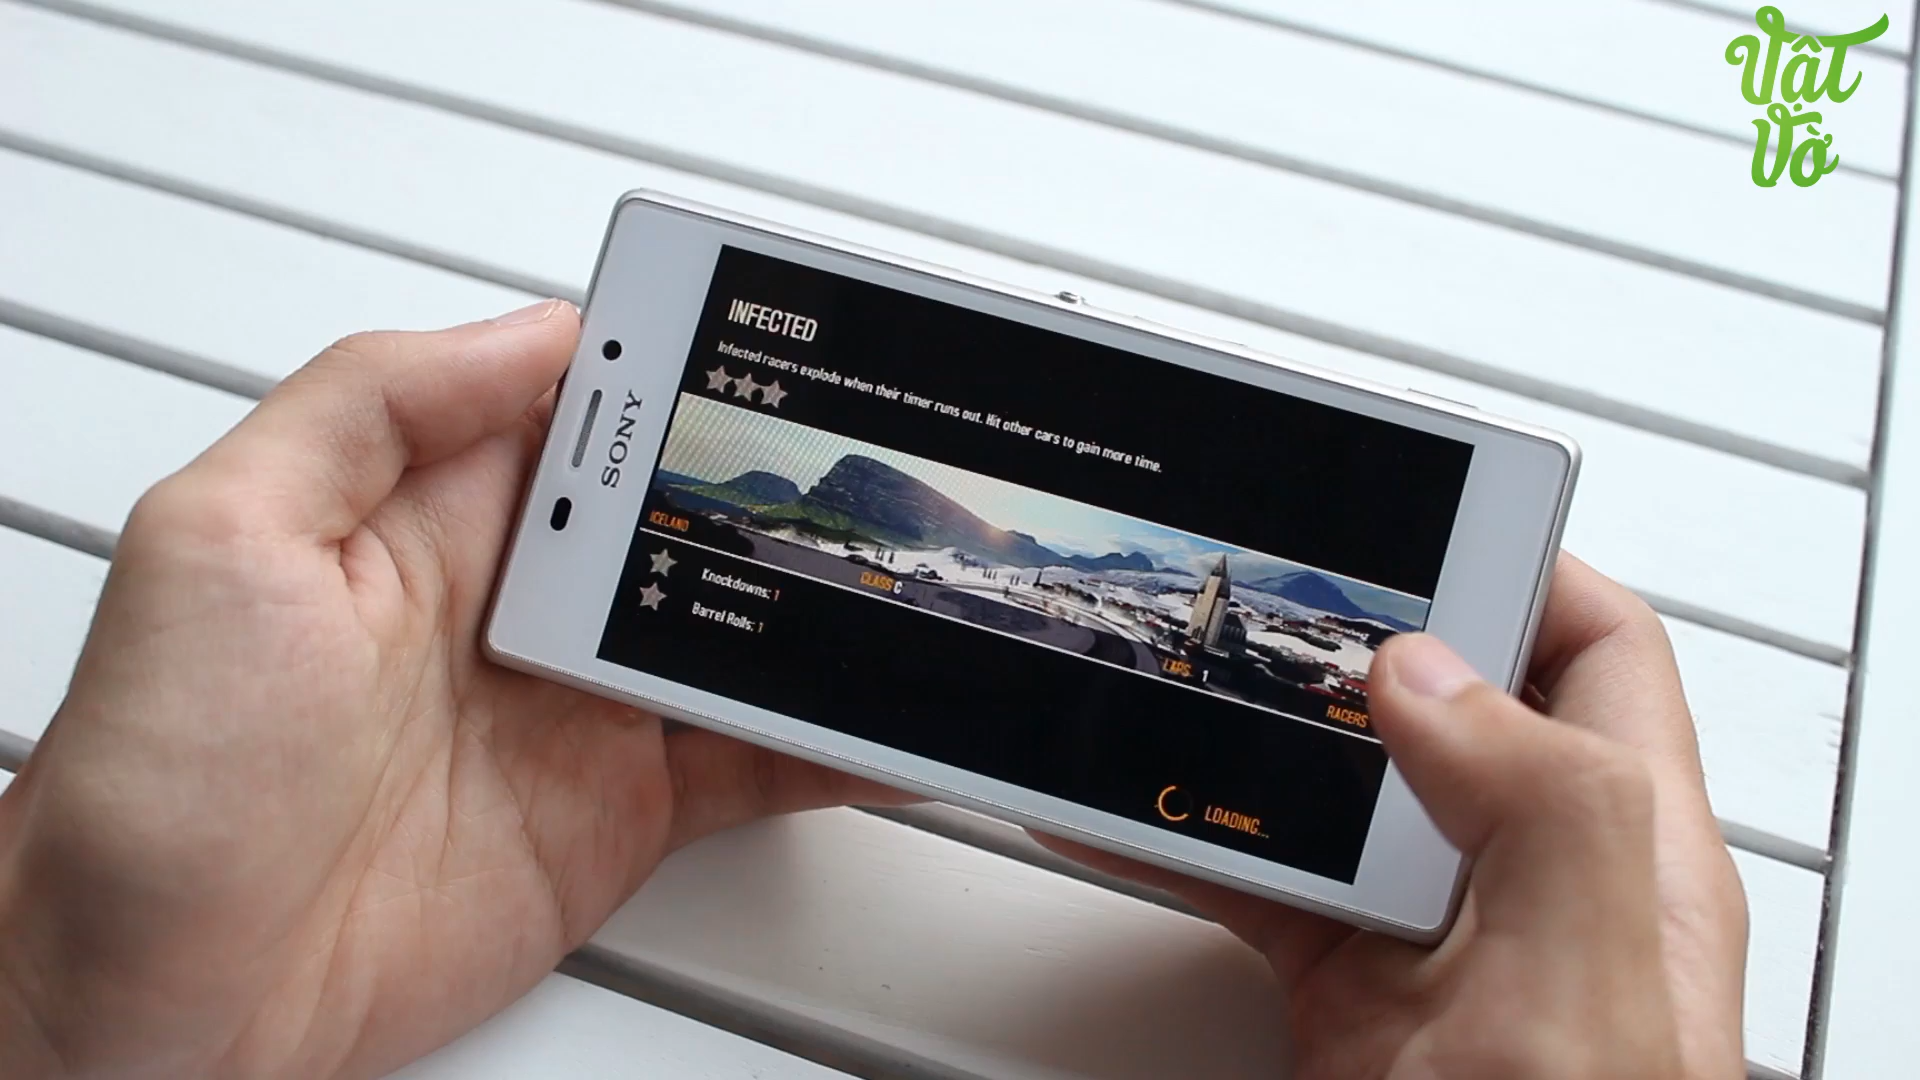 Vật
Vờ
SONY
INFECTED
Infected racers explode when their timer runs out. Hit other cars to gain more time.
ICELAND
CLASS C
LAPS 1
RACERS
Knockdowns: 1
Barrel Rolls: 1
LOADING...